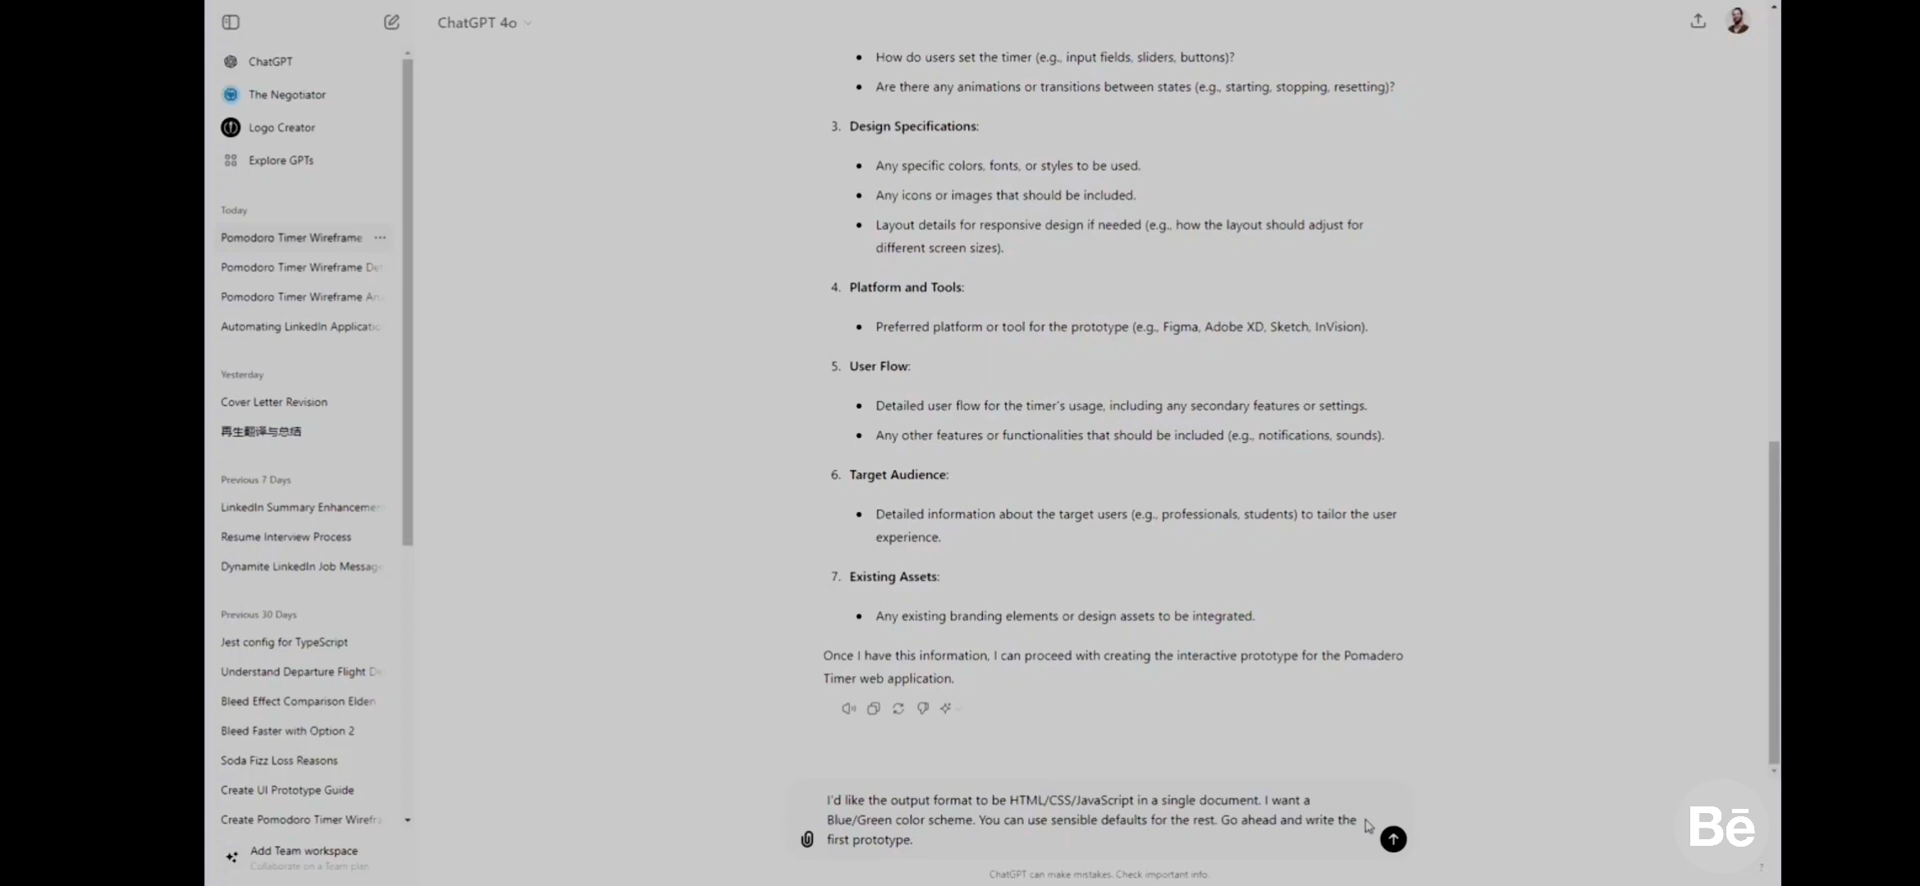 ChatGPT 4o
ChatGPT
The Negotiator
Logo Creator
Explore GPTs
Today
Pomodoro Timer Wireframe
Pomodoro Timer Wireframe De
Pomodoro Timer Wireframe An
Automating LinkedIn Applicatio
Yesterday
Cover Letter Revision
再生翻译与总结
Previous 7 Days
LinkedIn Summary Enhancement
Resume Interview Process
Dynamite LinkedIn Job Message
Previous 30 Days
Jest config for TypeScript
Understand Departure Flight De
Bleed Effect Comparison Elden
Bleed Faster with Option 2
Soda Fizz Loss Reasons
Create UI Prototype Guide
Create Pomodoro Timer Wirefra
Add Team workspace
Collaborate on a Team plan
• How do users set the timer (e.g., input fields, sliders, buttons)?
• Are there any animations or transitions between states (e.g., starting, stopping, resetting)?
3. Design Specifications:
• Any specific colors, fonts, or styles to be used.
• Any icons or images that should be included.
• Layout details for responsive design if needed (e.g., how the layout should adjust for
different screen sizes).
4. Platform and Tools:
• Preferred platform or tool for the prototype (e.g., Figma, Adobe XD, Sketch, InVision).
5. User Flow:
• Detailed user flow for the timer's usage, including any secondary features or settings.
• Any other features or functionalities that should be included (e.g., notifications, sounds).
6. Target Audience:
• Detailed information about the target users (e.g., professionals, students) to tailor the user
experience.
7. Existing Assets:
• Any existing branding elements or design assets to be integrated.
Once I have this information, I can proceed with creating the interactive prototype for the Pomadero
Timer web application.
I'd like the output format to be HTML/CSS/JavaScript in a single document. I want a
Blue/Green color scheme. You can use sensible defaults for the rest. Go ahead and write the
first prototype.
ChatGPT can make mistakes. Check important info.
Bē
?